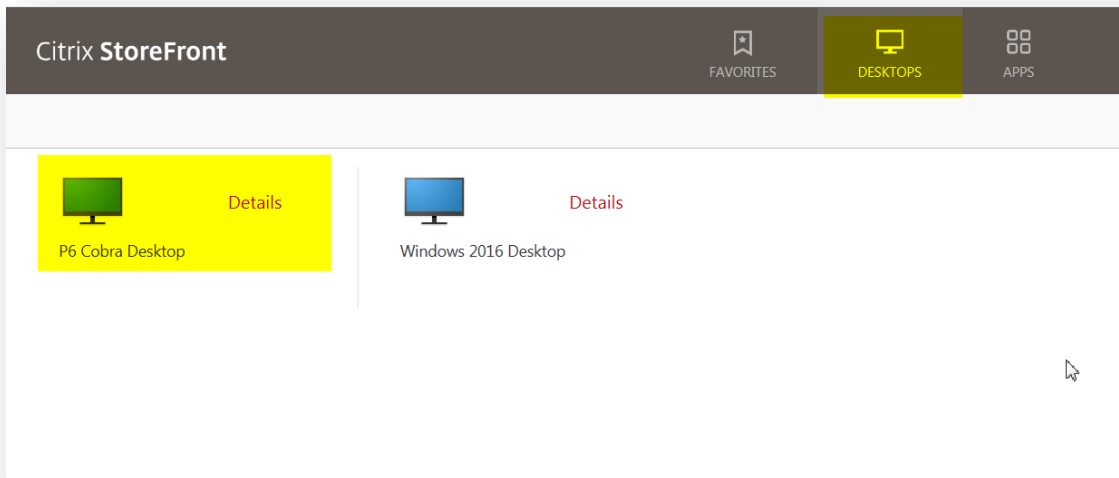 Citrix StoreFront
FAVORITES
DESKTOPS
APPS
Details
P6 Cobra Desktop
Details
Windows 2016 Desktop